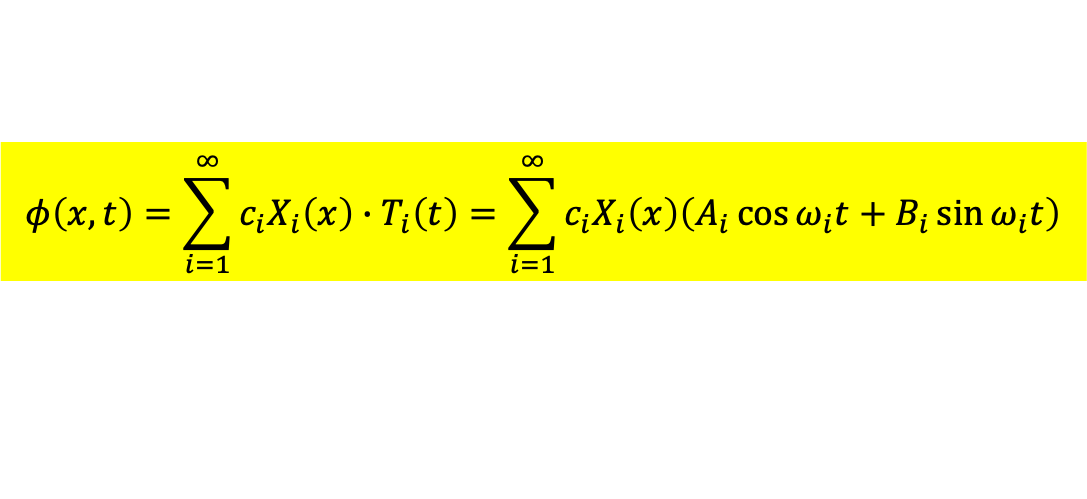 ϕ(x, t) = ∑_{i=1}^{∞} c_i X_i(x) · T_i(t) = ∑_{i=1}^{∞} c_i X_i(x)(A_i cos ω_i t + B_i sin ω_i t)